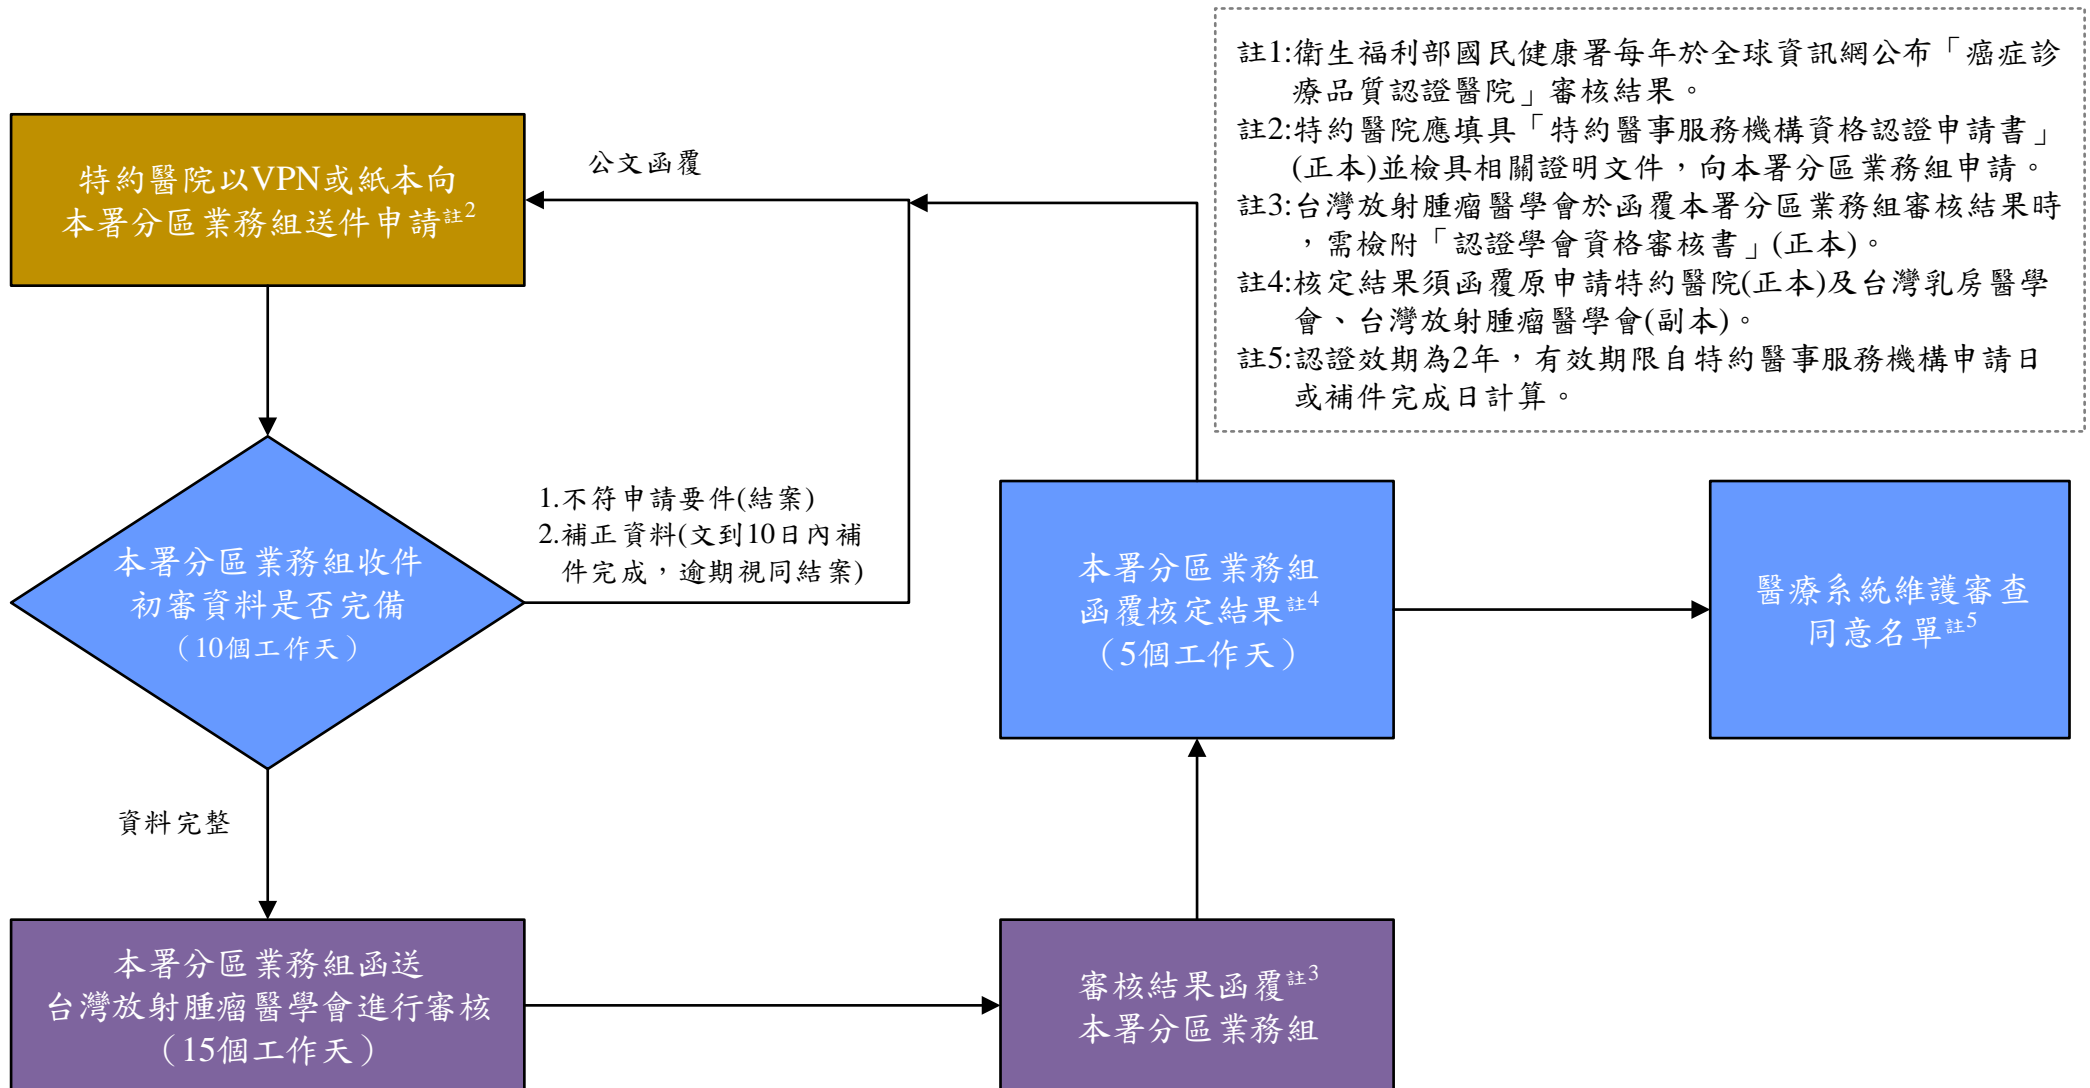 註1:衛生福利部國民健康署每年於全球資訊網公布「癌症診
療品質認證醫院」審核結果。
註2:特約醫院應填具「特約醫事服務機構資格認證申請書」
(正本)並檢具相關證明文件，向本署分區業務組申請。
註3:台灣放射腫瘤醫學會於函覆本署分區業務組審核結果時
，需檢附「認證學會資格審核書」(正本)。
註4:核定結果須函覆原申請特約醫院(正本)及台灣乳房醫學
會、台灣放射腫瘤醫學會(副本)。
註5:認證效期為2年，有效期限自特約醫事服務機構申請日
或補件完成日計算。
特約醫院以VPN或紙本向
本署分區業務組送件申請註2
公文函覆
本署分區業務組收件
初審資料是否完備
（10個工作天）
1.不符申請要件(結案)
2.補正資料(文到10日內補
件完成，逾期視同結案)
資料完整
本署分區業務組函送
台灣放射腫瘤醫學會進行審核
（15個工作天）
審核結果函覆註3
本署分區業務組
本署分區業務組
函覆核定結果註4
（5個工作天）
醫療系統維護審查
同意名單註5